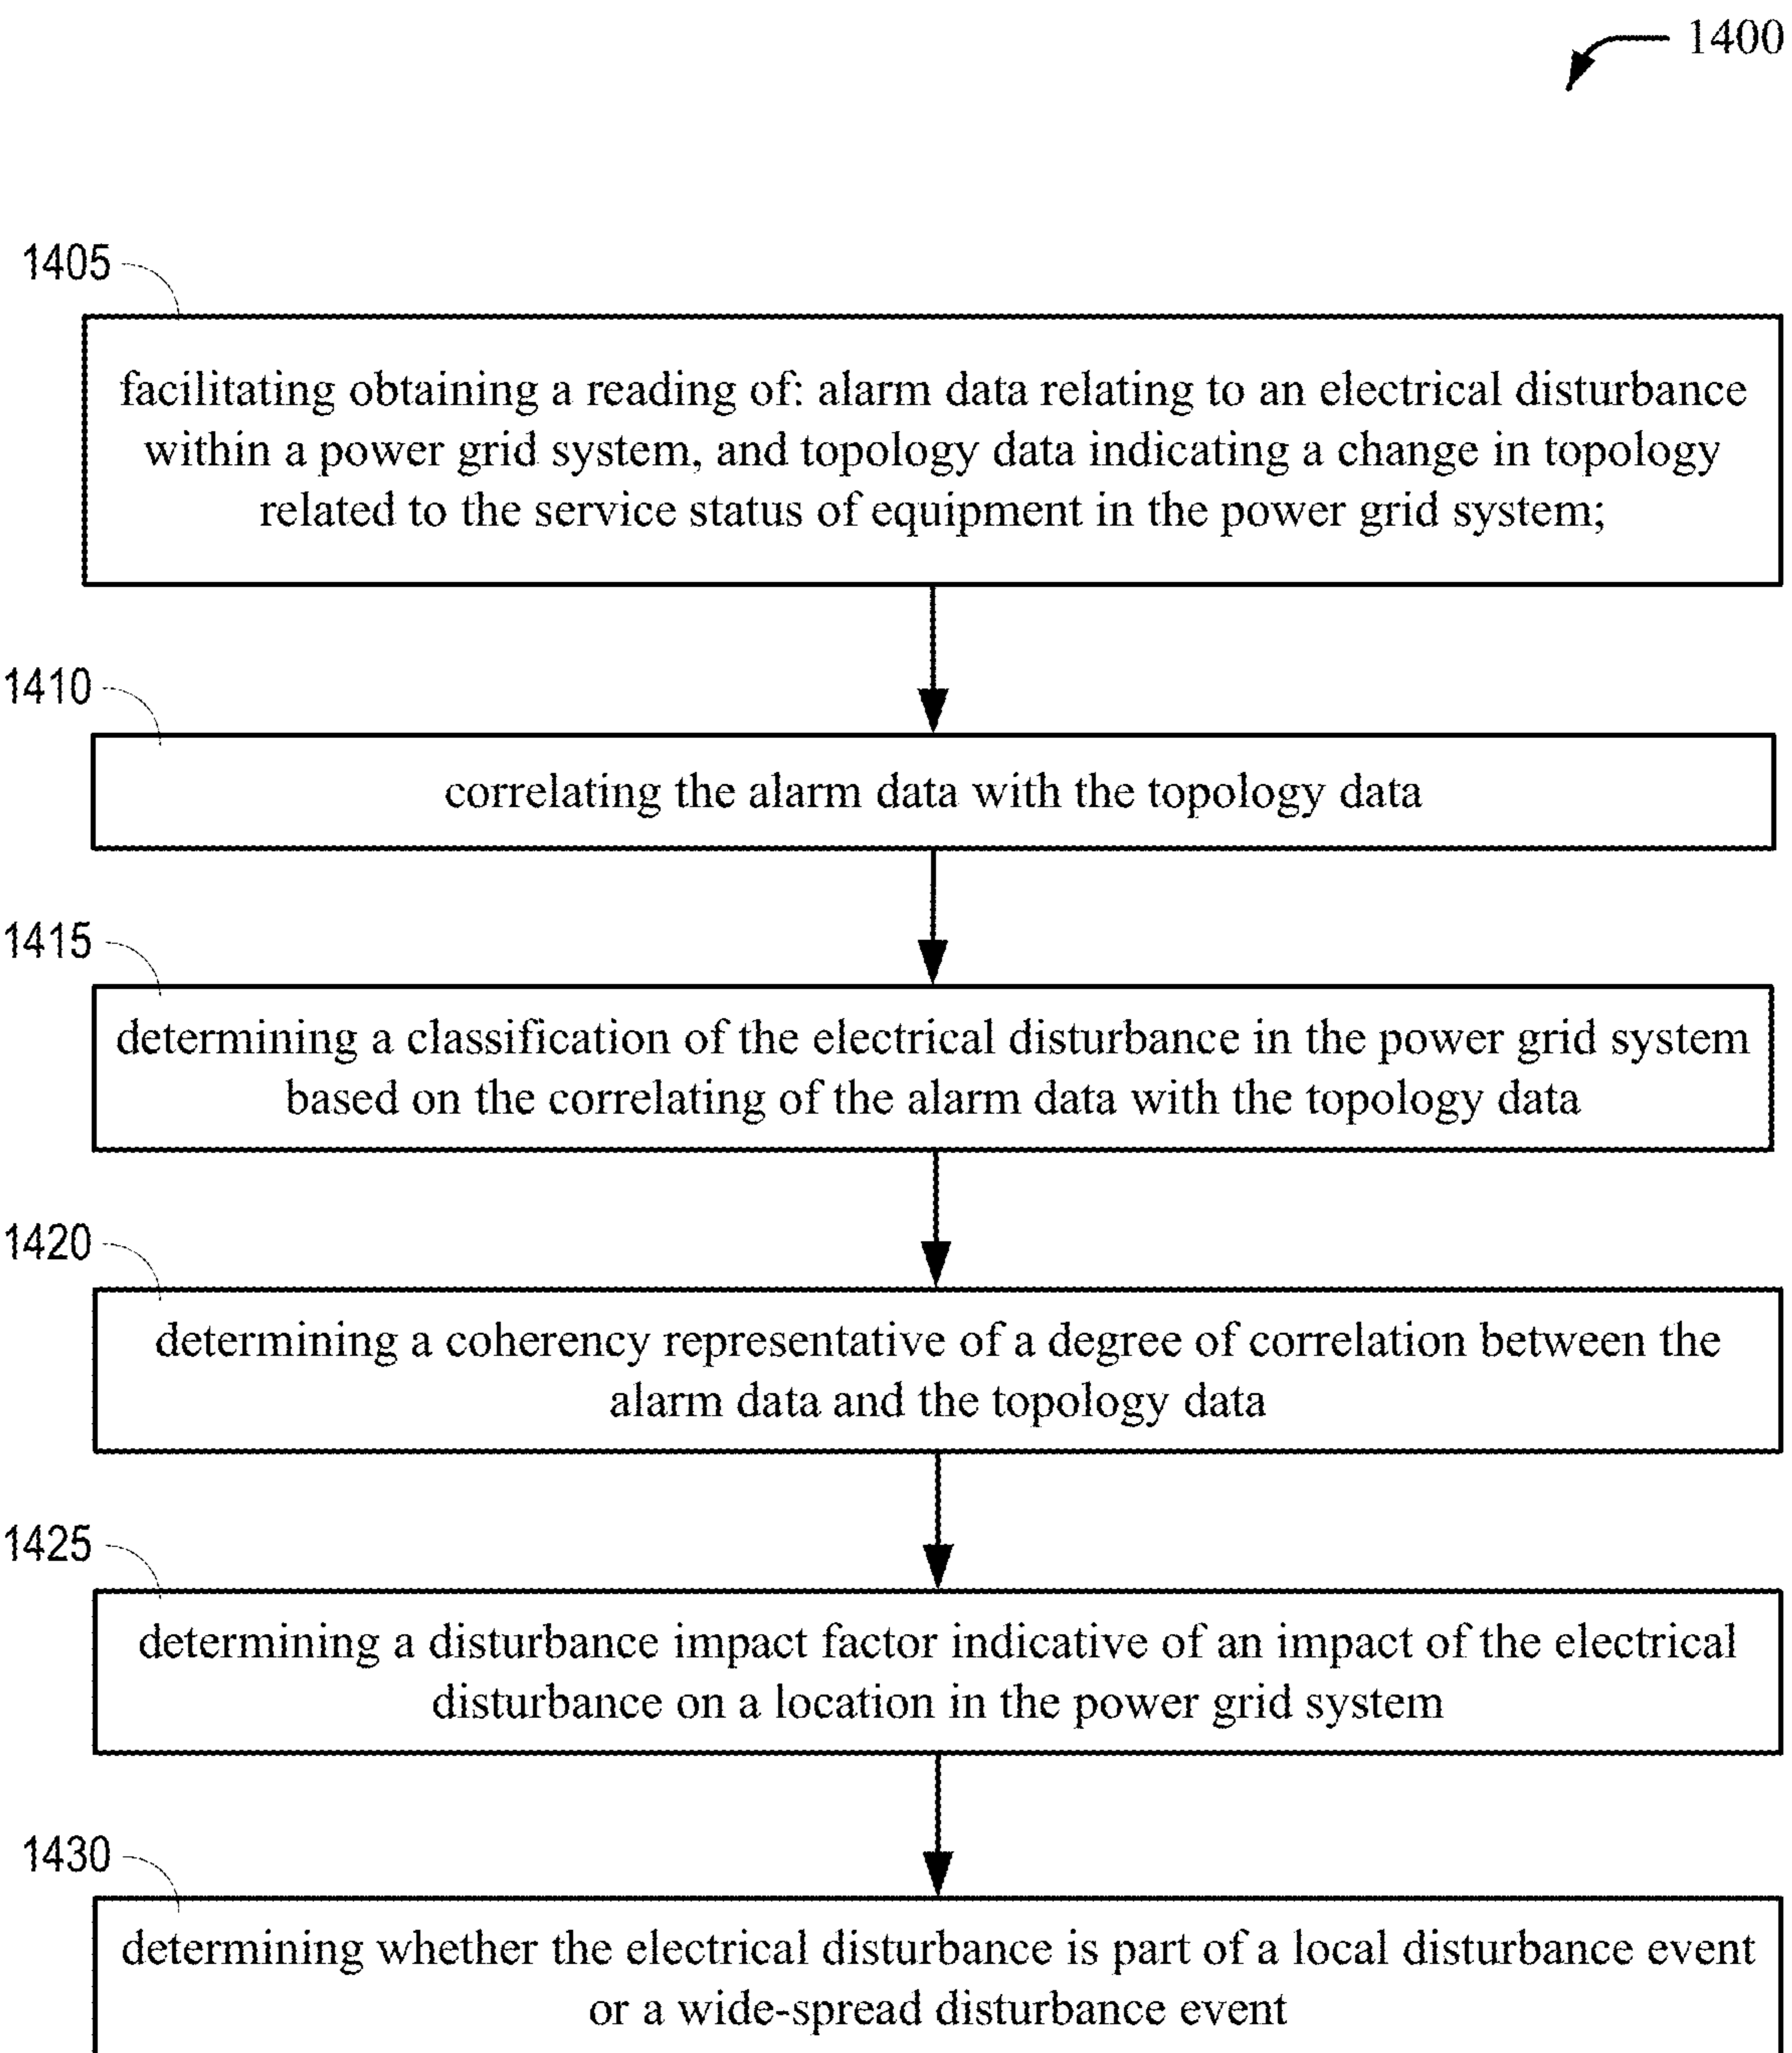 1400
1405
facilitating obtaining a reading of: alarm data relating to an electrical disturbance
within a power grid system, and topology data indicating a change in topology
related to the service status of equipment in the power grid system;
1410
correlating the alarm data with the topology data
1415
determining a classification of the electrical disturbance in the power grid system
based on the correlating of the alarm data with the topology data
1420
determining a coherency representative of a degree of correlation between the
alarm data and the topology data
1425
determining a disturbance impact factor indicative of an impact of the electrical
disturbance on a location in the power grid system
1430
determining whether the electrical disturbance is part of a local disturbance event
or a wide-spread disturbance event